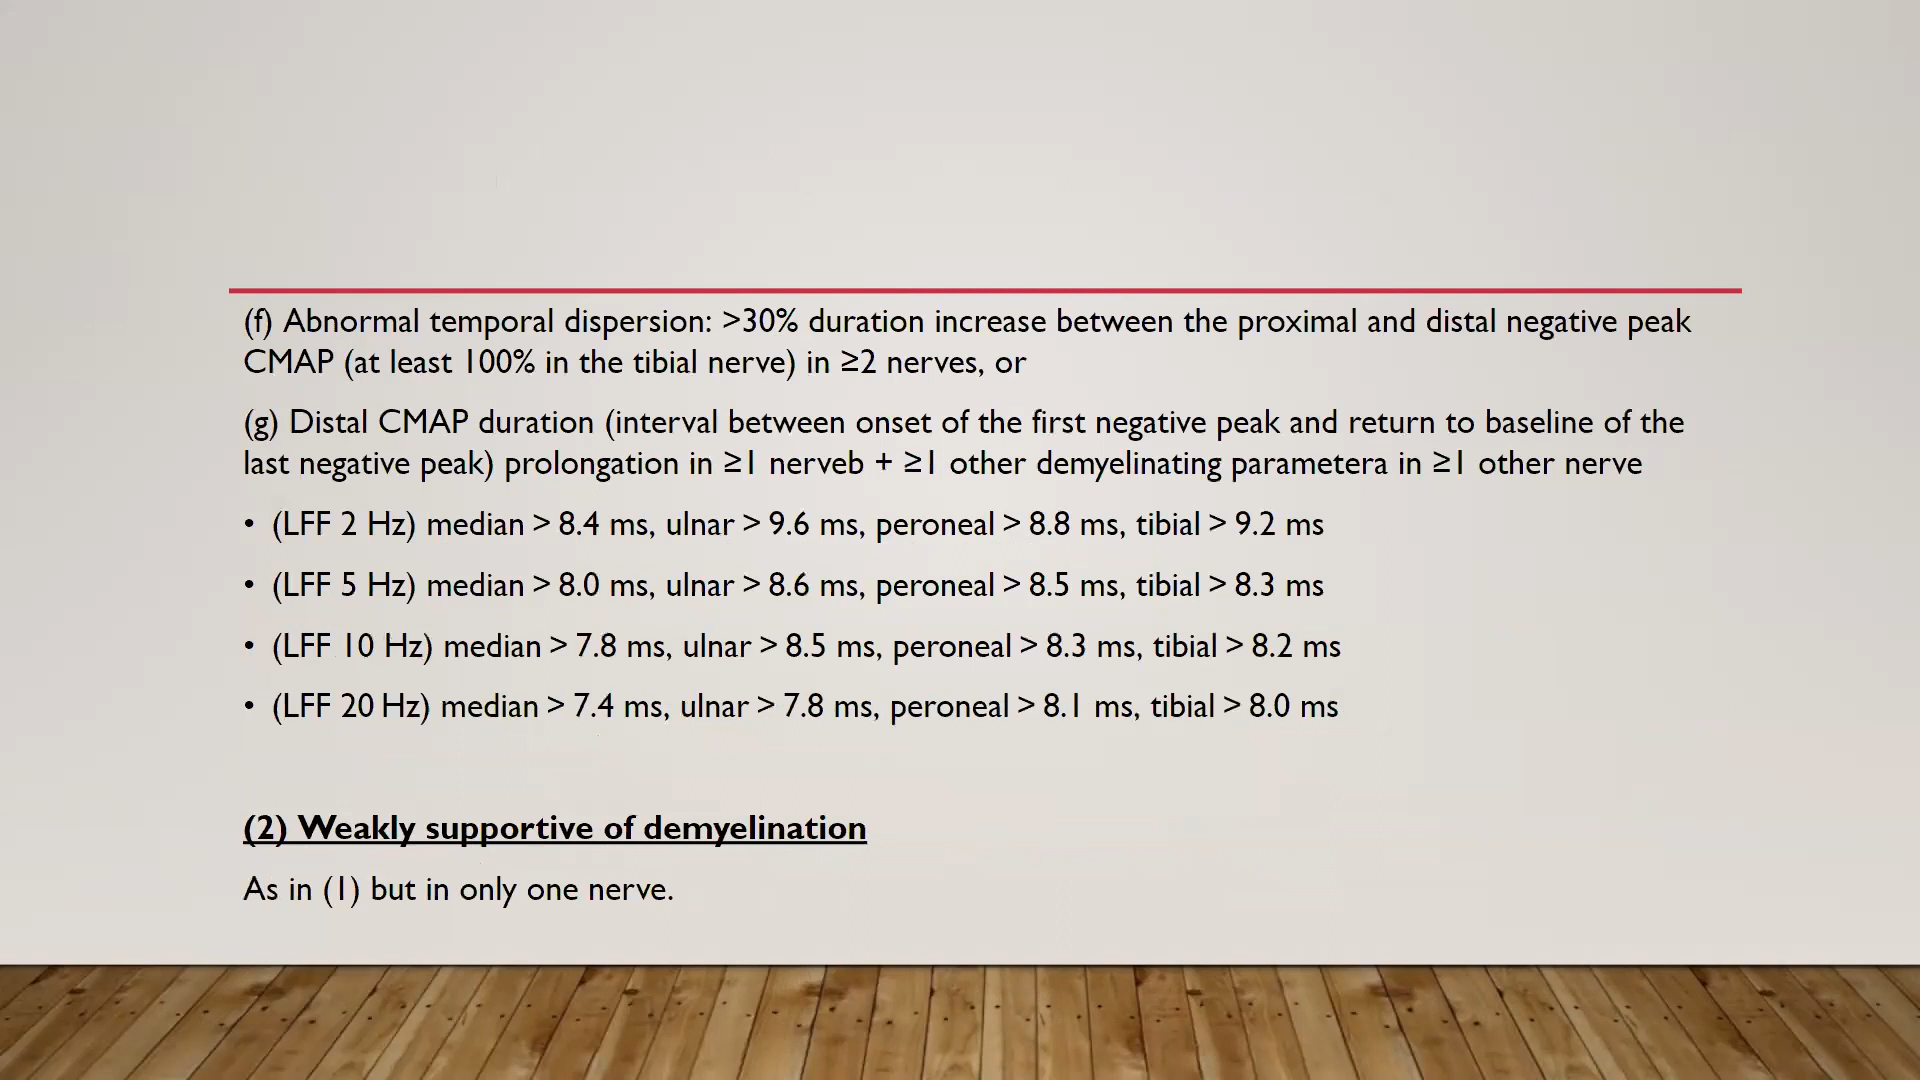 (f) Abnormal temporal dispersion: >30% duration increase between the proximal and distal negative peak
CMAP (at least 100% in the tibial nerve) in ≥2 nerves, or
(g) Distal CMAP duration (interval between onset of the first negative peak and return to baseline of the
last negative peak) prolongation in ≥1 nerveb + ≥1 other demyelinating parametera in ≥1 other nerve
• (LFF 2 Hz) median > 8.4 ms, ulnar > 9.6 ms, peroneal > 8.8 ms, tibial > 9.2 ms
• (LFF 5 Hz) median > 8.0 ms, ulnar > 8.6 ms, peroneal > 8.5 ms, tibial > 8.3 ms
• (LFF 10 Hz) median > 7.8 ms, ulnar > 8.5 ms, peroneal > 8.3 ms, tibial > 8.2 ms
• (LFF 20 Hz) median > 7.4 ms, ulnar > 7.8 ms, peroneal > 8.1 ms, tibial > 8.0 ms
(2) Weakly supportive of demyelination
As in (1) but in only one nerve.